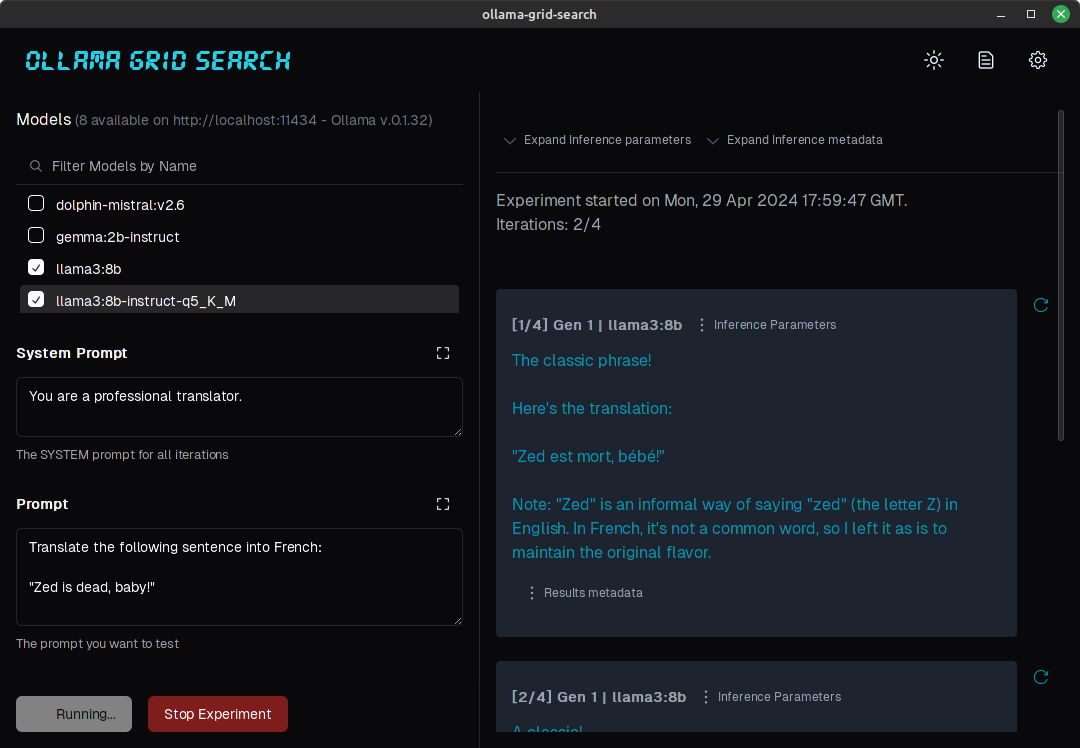 ollama-grid-search
OLLAMA GRID SEARCH
Models (8 available on http://localhost:11434 - Ollama v.0.1.32)
Filter Models by Name
dolphin-mistral:v2.6
gemma:2b-instruct
llama3:8b
llama3:8b-instruct-q5_K_M
System Prompt
You are a professional translator.
The SYSTEM prompt for all iterations
Prompt
Translate the following sentence into French:
"Zed is dead, baby!"
The prompt you want to test
Running...
Stop Experiment
Expand Inference parameters
Expand Inference metadata
Experiment started on Mon, 29 Apr 2024 17:59:47 GMT.
Iterations: 2/4
[1/4] Gen 1 | llama3:8b
Inference Parameters
The classic phrase!
Here's the translation:
"Zed est mort, bébé!"
Note: "Zed" is an informal way of saying "zed" (the letter Z) in
English. In French, it's not a common word, so I left it as is to
maintain the original flavor.
Results metadata
[2/4] Gen 1 | llama3:8b
Inference Parameters
A classic!